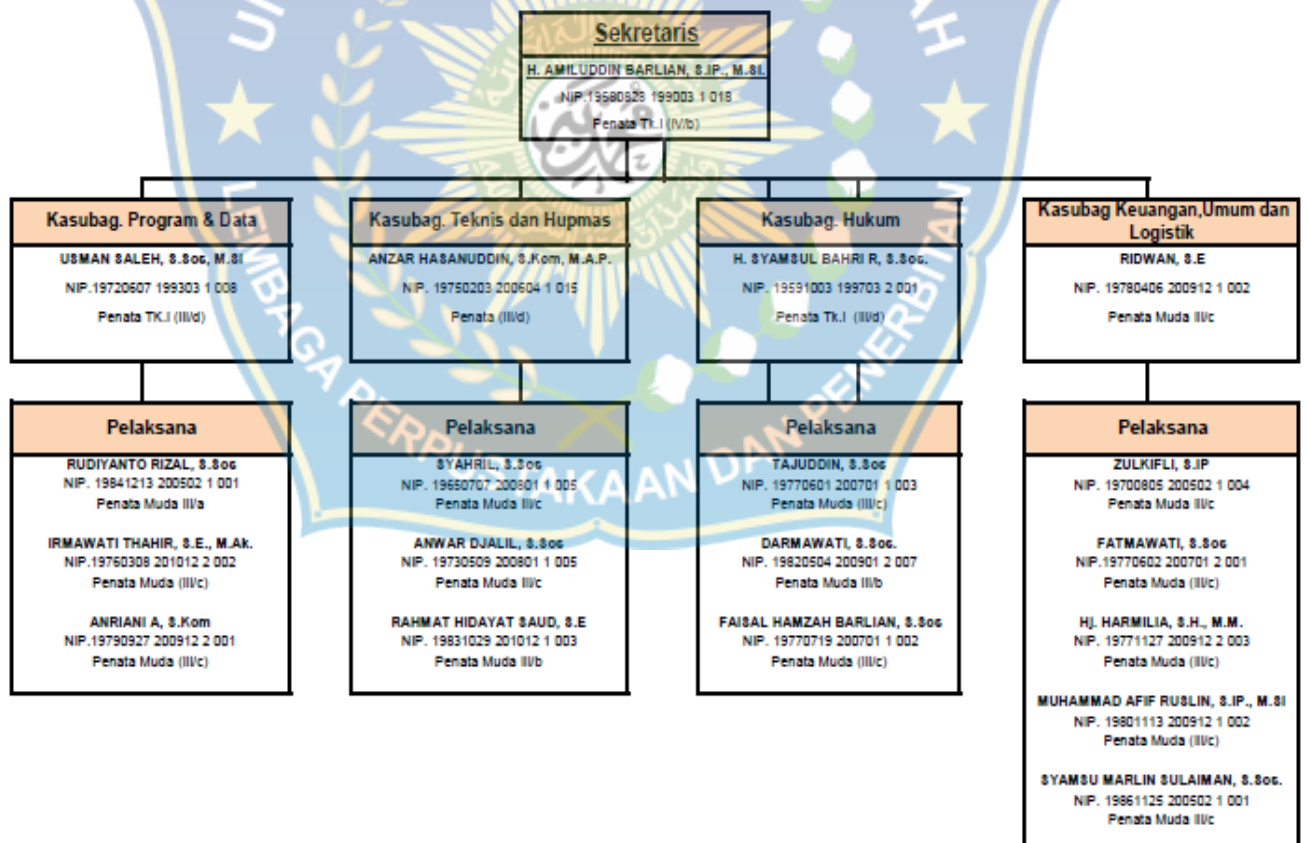 Sekretaris
H. AMILUDDIN BARLIAN, S.IP., M.SI.
NIP.19680828 199003 1 018
Penata Tk.I (IV/b)
Kasubag. Program & Data
USMAN SALEH, S.Sos, M.SI
NIP.19720607 199303 1 008
Penata TK.I (III/d)
Kasubag. Teknis dan Hupmas
ANZAR HASANUDDIN, S.Kom, M.A.P.
NIP. 19750203 200604 1 015
Penata (III/d)
Kasubag. Hukum
H. SYAMSUL BAHRI R, S.Sos.
NIP. 19591003 199703 2 001
Penata Tk.I (III/d)
Kasubag Keuangan,Umum dan
Logistik
RIDWAN, S.E
NIP. 19780406 200912 1 002
Penata Muda III/c
Pelaksana
RUDIYANTO RIZAL, S.Sos
NIP. 19841213 200502 1 001
Penata Muda III/a
IRMAWATI THAHIR, S.E., M.Ak.
NIP.19760308 201012 2 002
Penata Muda (III/c)
ANRIANI A, S.Kom
NIP.19790927 200912 2 001
Penata Muda (III/c)
Pelaksana
SYAHRIL, S.Sos
NIP. 19650707 200801 1 005
Penata Muda III/c
ANWAR DJALIL, S.Sos
NIP. 19730509 200801 1 005
Penata Muda III/c
RAHMAT HIDAYAT SAUD, S.E
NIP. 19831029 201012 1 003
Penata Muda III/b
Pelaksana
TAJUDDIN, S.Sos
NIP. 19770601 200701 1 003
Penata Muda (III/c)
DARMAWATI, S.Sos.
NIP. 19820504 200901 2 007
Penata Muda III/b
FAISAL HAMZAH BARLIAN, S.Sos
NIP. 19770719 200701 1 002
Penata Muda (III/c)
Pelaksana
ZULKIFLI, S.IP
NIP. 19700805 200502 1 004
Penata Muda III/c
FATMAWATI, S.Sos
NIP.19770602 200701 2 001
Penata Muda (III/c)
Hj. HARMILIA, S.H., M.M.
NIP. 19771127 200912 2 003
Penata Muda (III/c)
MUHAMMAD AFIF RUSLIN, S.IP., M.SI
NIP. 19801113 200912 1 002
Penata Muda (III/c)
SYAMSU MARLIN SULAIMAN, S.Sos.
NIP. 19861125 200502 1 001
Penata Muda III/c
LEMBAGA PERPUSTAKAAN DAN PENERBITAN